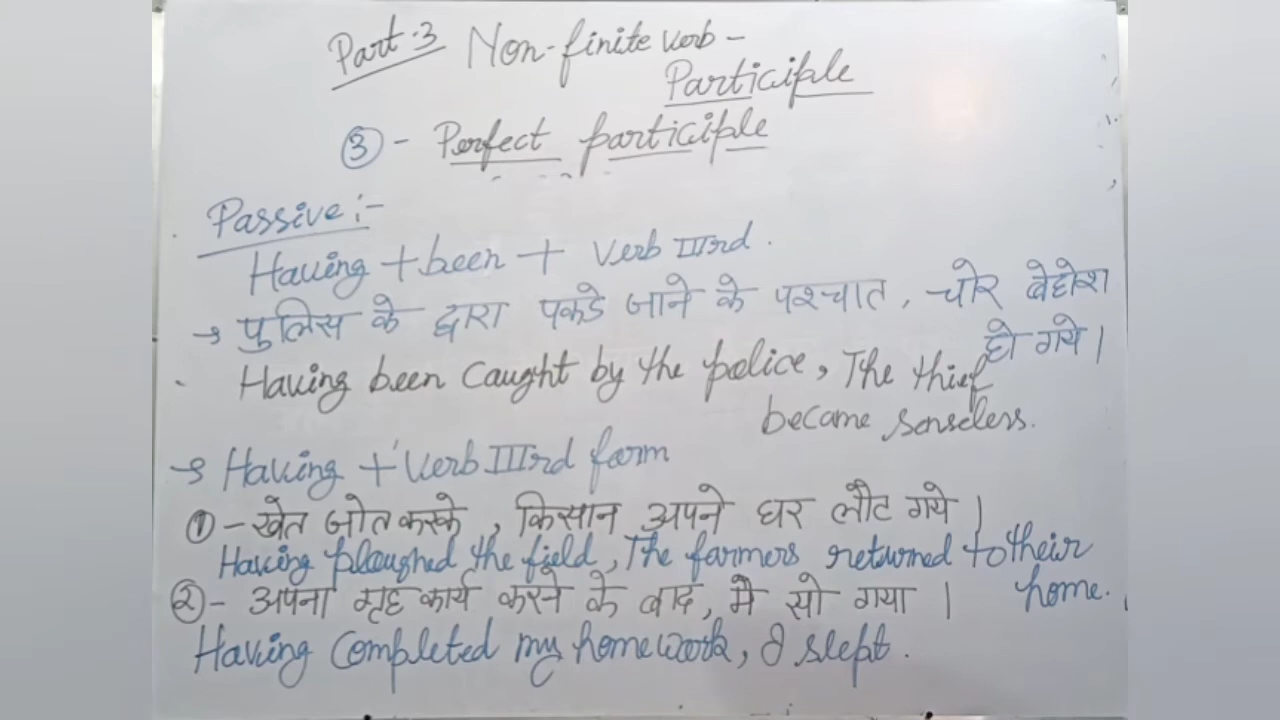 Part-3 Non-finite verb -
Participle
③ - Perfect participle
Passive :-
Having + been + Verb IIIrd.
→ पुलिस के द्वारा पकडे जाने के पश्चात, चोर बेहोश
हो गये।
Having been Caught by the police, The thief
became senseless.
→ Having + Verb IIIrd form
① - खेत जोत करके, किसान अपने घर लौट गये।
Having ploughed the field, The farmers returned to their
home.
② - अपना गृह कार्य करने के बाद, मै सो गया।
Having Completed my homework, I slept.